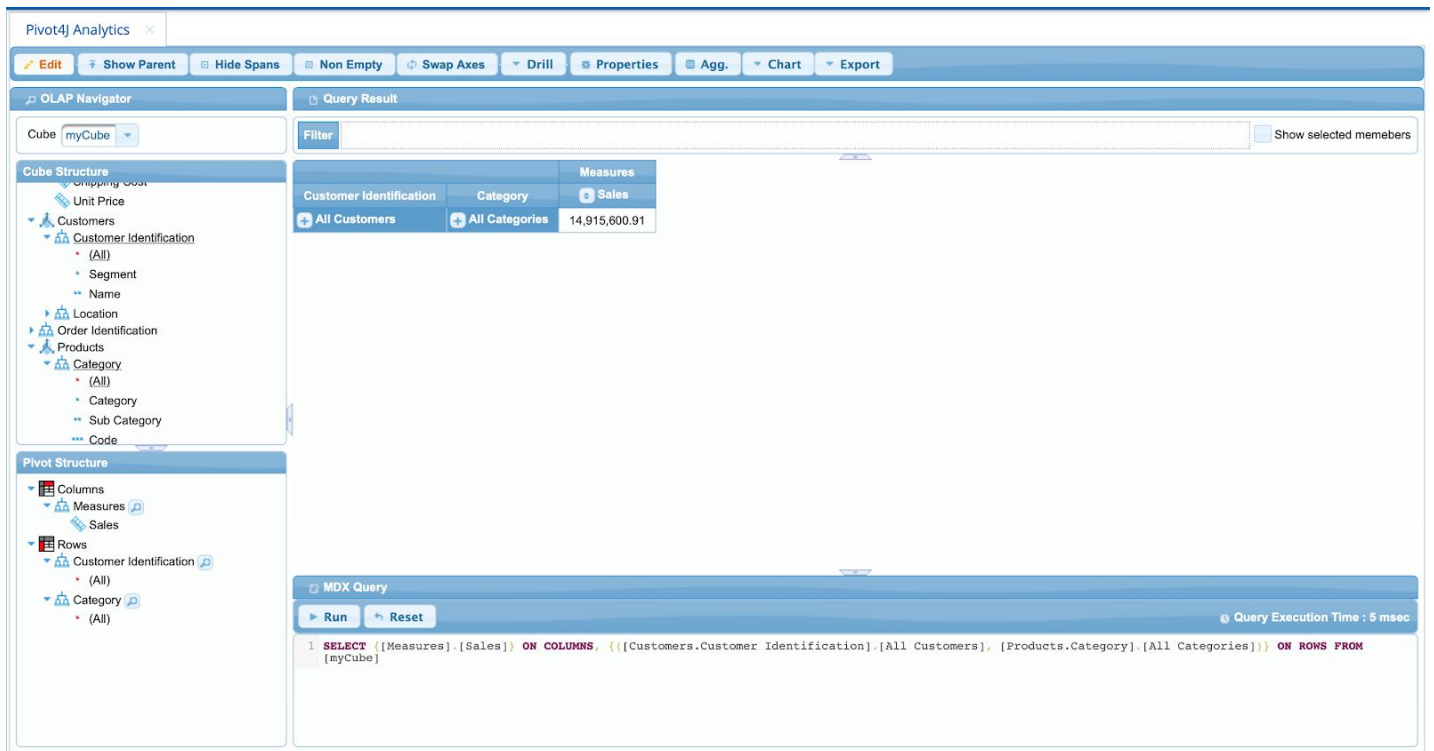 Pivot4J Analytics
Edit Show Parent Hide Spans Non Empty Swap Axes Drill Properties Agg. Chart Export
OLAP Navigator
Cube myCube
Cube Structure
Shipping Cost
Unit Price
Customers
Customer Identification
(All)
Segment
Name
Location
Order Identification
Products
Category
(All)
Category
Sub Category
Code
Pivot Structure
Columns
Measures
Sales
Rows
Customer Identification
(All)
Category
(All)
Query Result
Filter Show selected memebers
Measures
Customer Identification Category Sales
All Customers All Categories 14,915,600.91
MDX Query
Run Reset Query Execution Time : 5 msec
1 SELECT {[Measures].[Sales]} ON COLUMNS, {([Customers.Customer Identification].[All Customers], [Products.Category].[All Categories])} ON ROWS FROM
[myCube]